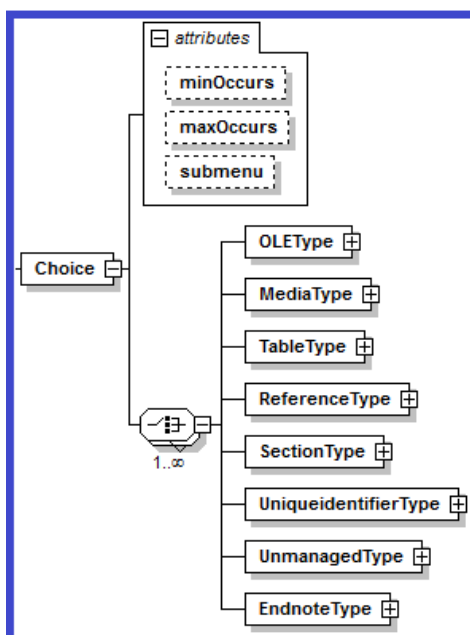 attributes
minOccurs
maxOccurs
submenu
OLEType
Choice
MediaType
TableType
ReferenceType
SectionType
1..∞
UniqueidentifierType
UnmanagedType
EndnoteType